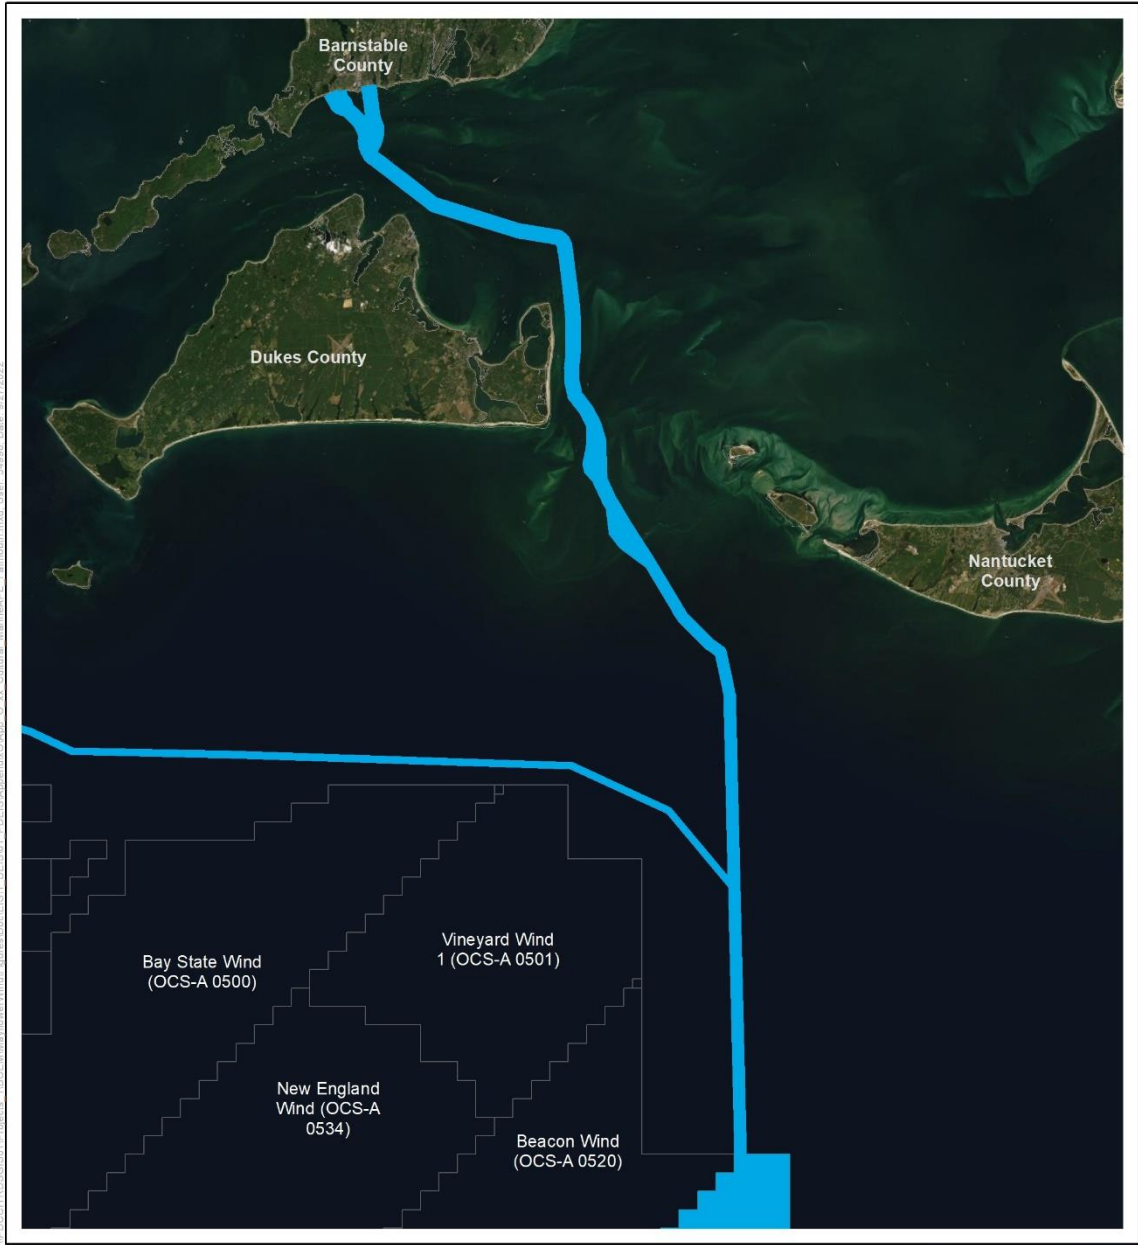 Barnstable
County
Dukes County
Nantucket
County
Vineyard Wind
1 (OCS-A 0501)
Bay State Wind
(OCS-A 0500)
New England
Wind (OCS-A
0534)
Beacon Wind
(OCS-A 0520)